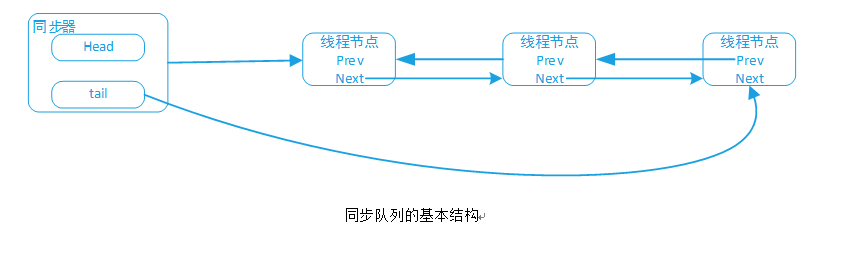 同步器
Head
tail
线程节点
Prev
Next
线程节点
Prev
Next
线程节点
Prev
Next
同步队列的基本结构